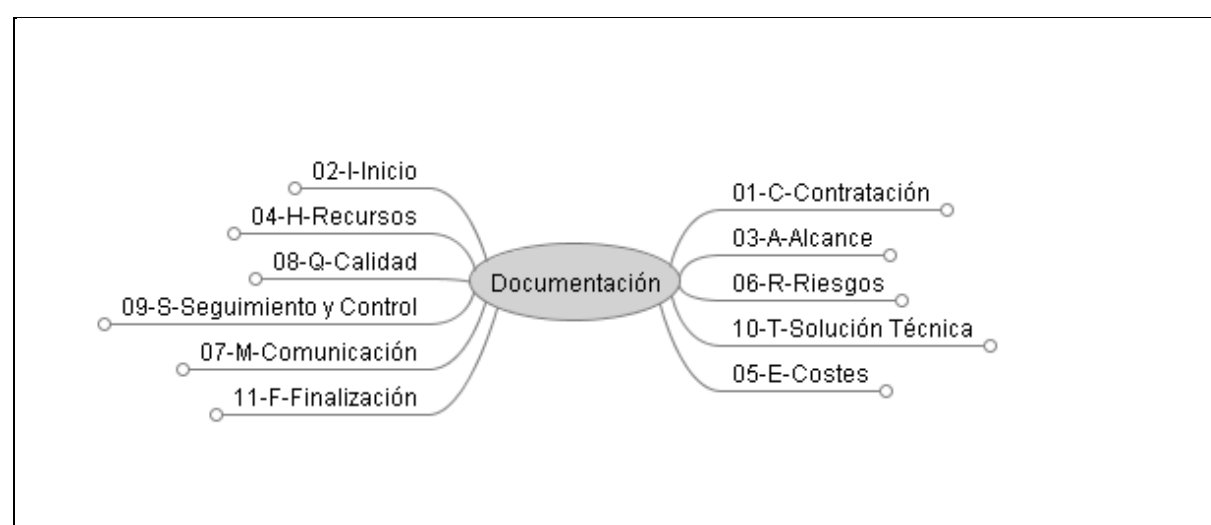 02-I-Inicio
04-H-Recursos
08-Q-Calidad
09-S-Seguimiento y Control
07-M-Comunicación
11-F-Finalización
Documentación
01-C-Contratación
03-A-Alcance
06-R-Riesgos
10-T-Solución Técnica
05-E-Costes